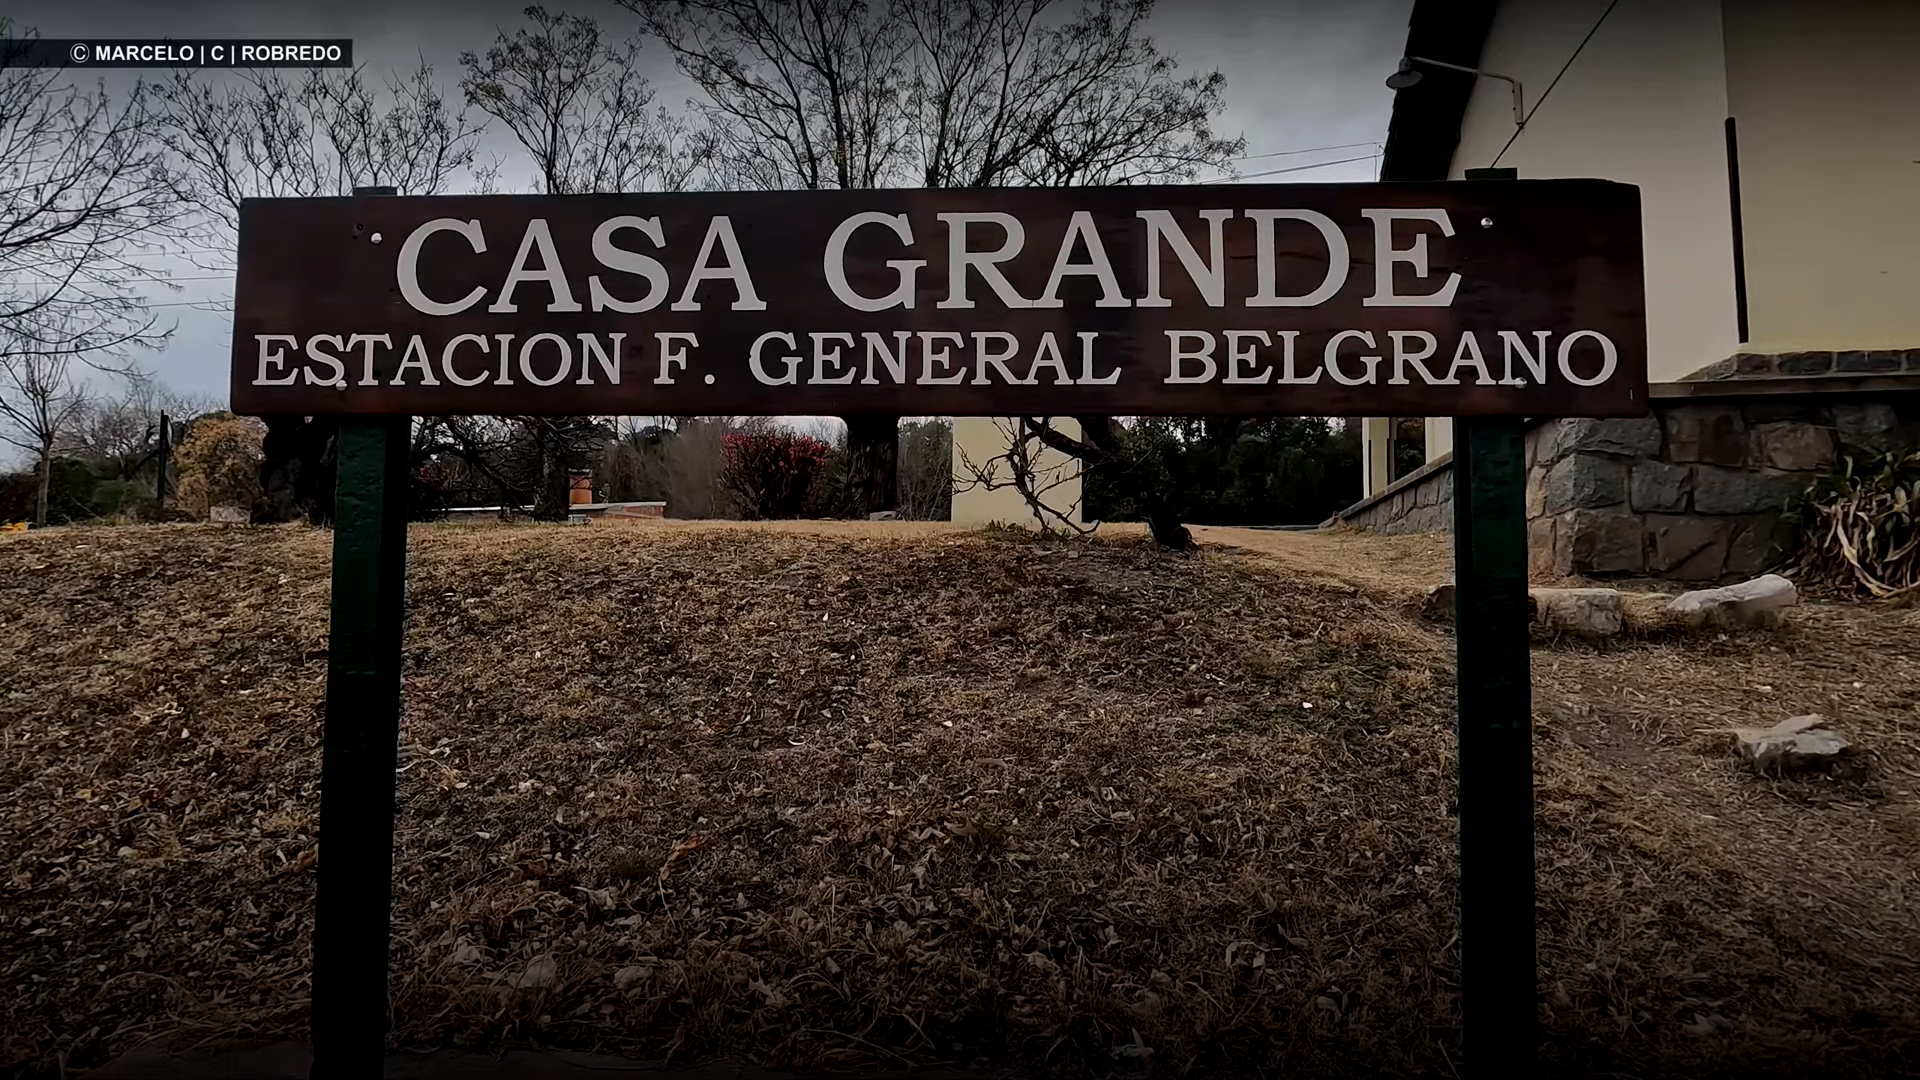 © MARCELO | C | ROBREDO
CASA GRANDE
ESTACION F. GENERAL BELGRANO